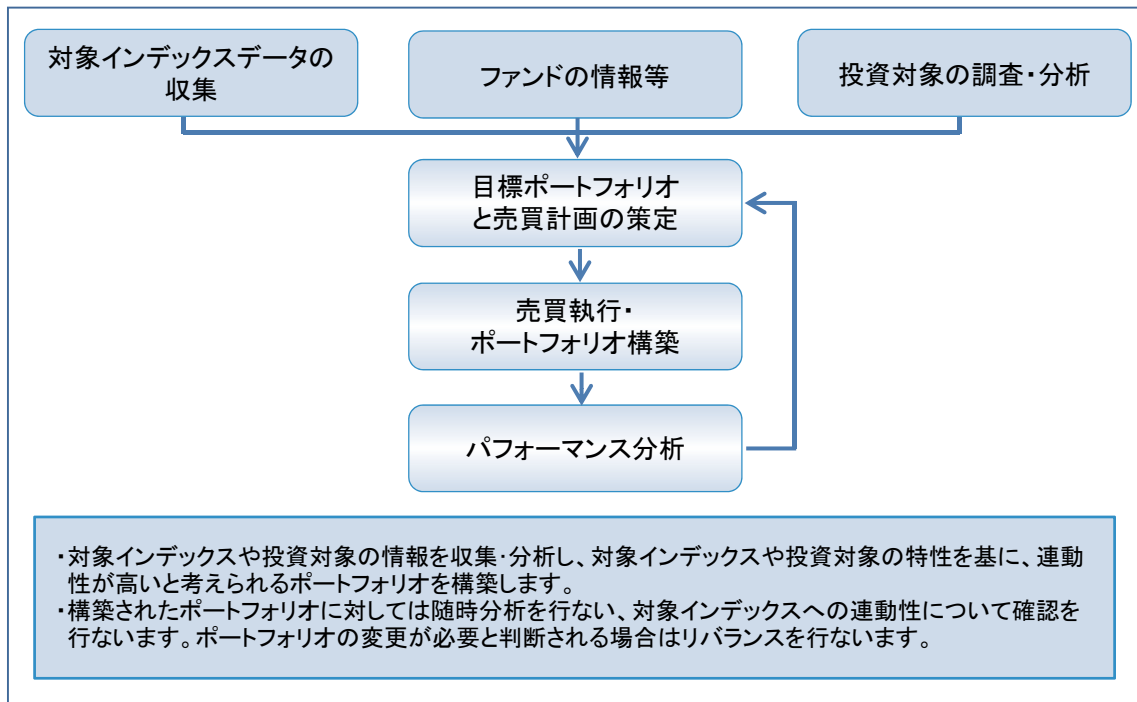 対象インデックスデータの
収集
ファンドの情報等
投資対象の調査・分析
目標ポートフォリオ
と売買計画の策定
売買執行・
ポートフォリオ構築
パフォーマンス分析
・対象インデックスや投資対象の情報を収集・分析し、対象インデックスや投資対象の特性を基に、連動
性が高いと考えられるポートフォリオを構築します。
・構築されたポートフォリオに対しては随時分析を行ない、対象インデックスへの連動性について確認を
行ないます。ポートフォリオの変更が必要と判断される場合はリバランスを行ないます。